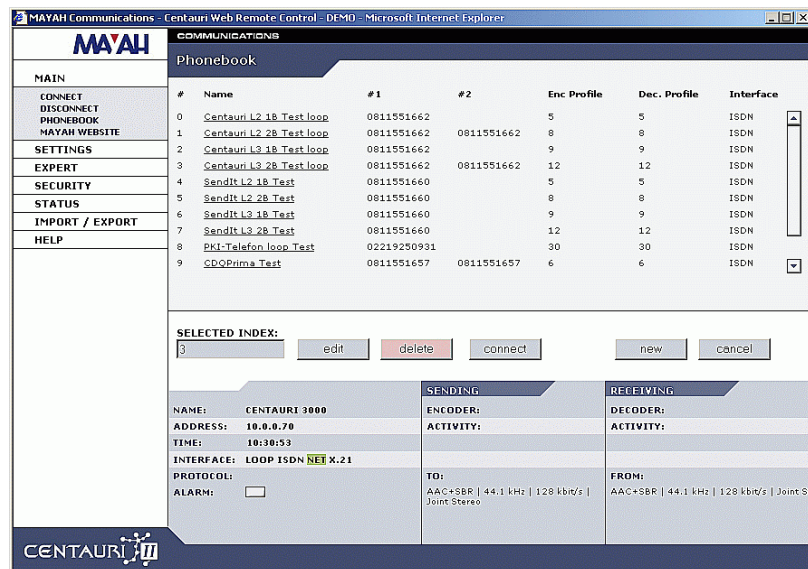 MAYAH Communications - Centauri Web Remote Control - DEMO - Microsoft Internet Explorer
MAYAH
COMMUNICATIONS
Phonebook
MAIN
CONNECT
DISCONNECT
PHONEBOOK
MAYAH WEBSITE
SETTINGS
EXPERT
SECURITY
STATUS
IMPORT / EXPORT
HELP
# Name #1 #2 Enc Profile Dec. Profile Interface
0 Centauri L2 1B Test loop 0811551662 5 5 ISDN
1 Centauri L2 2B Test loop 0811551662 0811551662 8 8 ISDN
2 Centauri L3 1B Test loop 0811551662 9 9 ISDN
3 Centauri L3 2B Test loop 0811551662 0811551662 12 12 ISDN
4 SendIt L2 1B Test 0811551660 5 5 ISDN
5 SendIt L2 2B Test 0811551660 8 8 ISDN
6 SendIt L3 1B Test 0811551660 9 9 ISDN
7 SendIt L3 2B Test 0811551660 12 12 ISDN
8 PKI-Telefon loop Test 02219250931 30 30 ISDN
9 CDQPrima Test 0811551657 0811551657 6 6 ISDN
SELECTED INDEX:
3 edit delete connect new cancel
NAME: CENTAURI 3000
ADDRESS: 10.0.0.70
TIME: 10:30:53
INTERFACE: LOOP ISDN NET X.21
PROTOCOL:
ALARM:
SENDING
ENCODER:
ACTIVITY:
TO:
AAC+SBR | 44.1 kHz | 128 kbit/s |
Joint Stereo
RECEIVING
DECODER:
ACTIVITY:
FROM:
AAC+SBR | 44.1 kHz | 128 kbit/s | Joint S
CENTAURI II